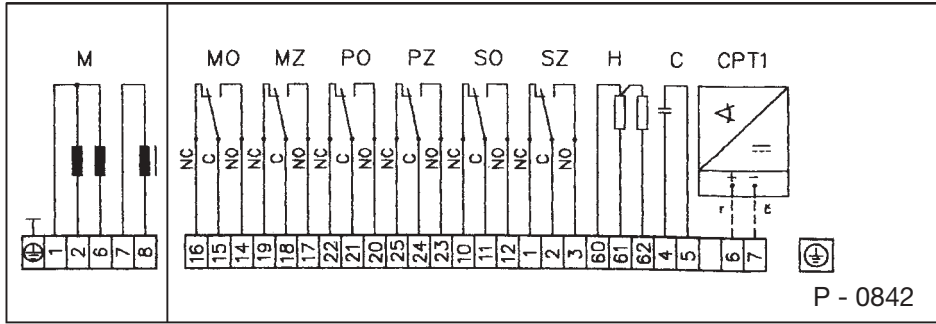 M MO MZ PO PZ SO SZ H C CPT1
NC C NO NC C NO NC C NO NC C NO NC C NO NC C NO
+ −
r č
1 2 6 7 8 16 15 14 19 18 17 22 21 20 25 24 23 10 11 12 1 2 3 60 61 62 4 5 6 7
P - 0842